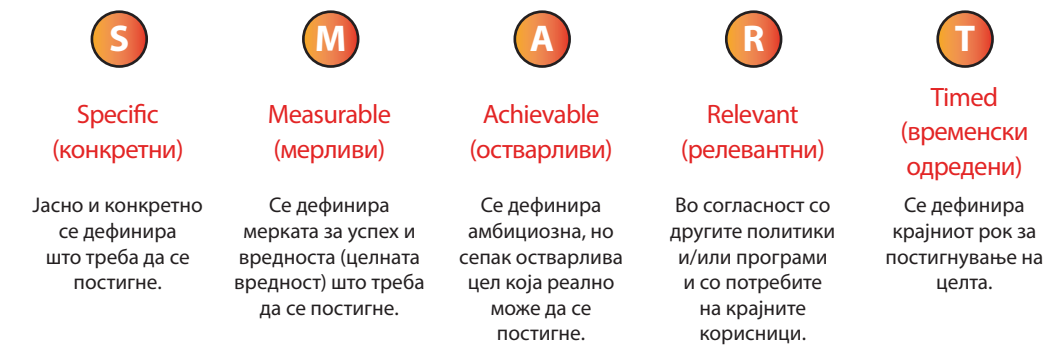 S
Specific
(конкретни)
Јасно и конкретно
се дефинира
што треба да се
постигне.
M
Measurable
(мерливи)
Се дефинира
мерката за успех и
вредноста (целната
вредност) што треба
да се постигне.
A
Achievable
(остварливи)
Се дефинира
амбициозна, но
сепак остварлива
цел која реално
може да се
постигне.
R
Relevant
(релевантни)
Во согласност со
другите политики
и/или програми
и со потребите
на крајните
корисници.
T
Timed
(временски
одредени)
Се дефинира
крајниот рок за
постигнување на
целта.